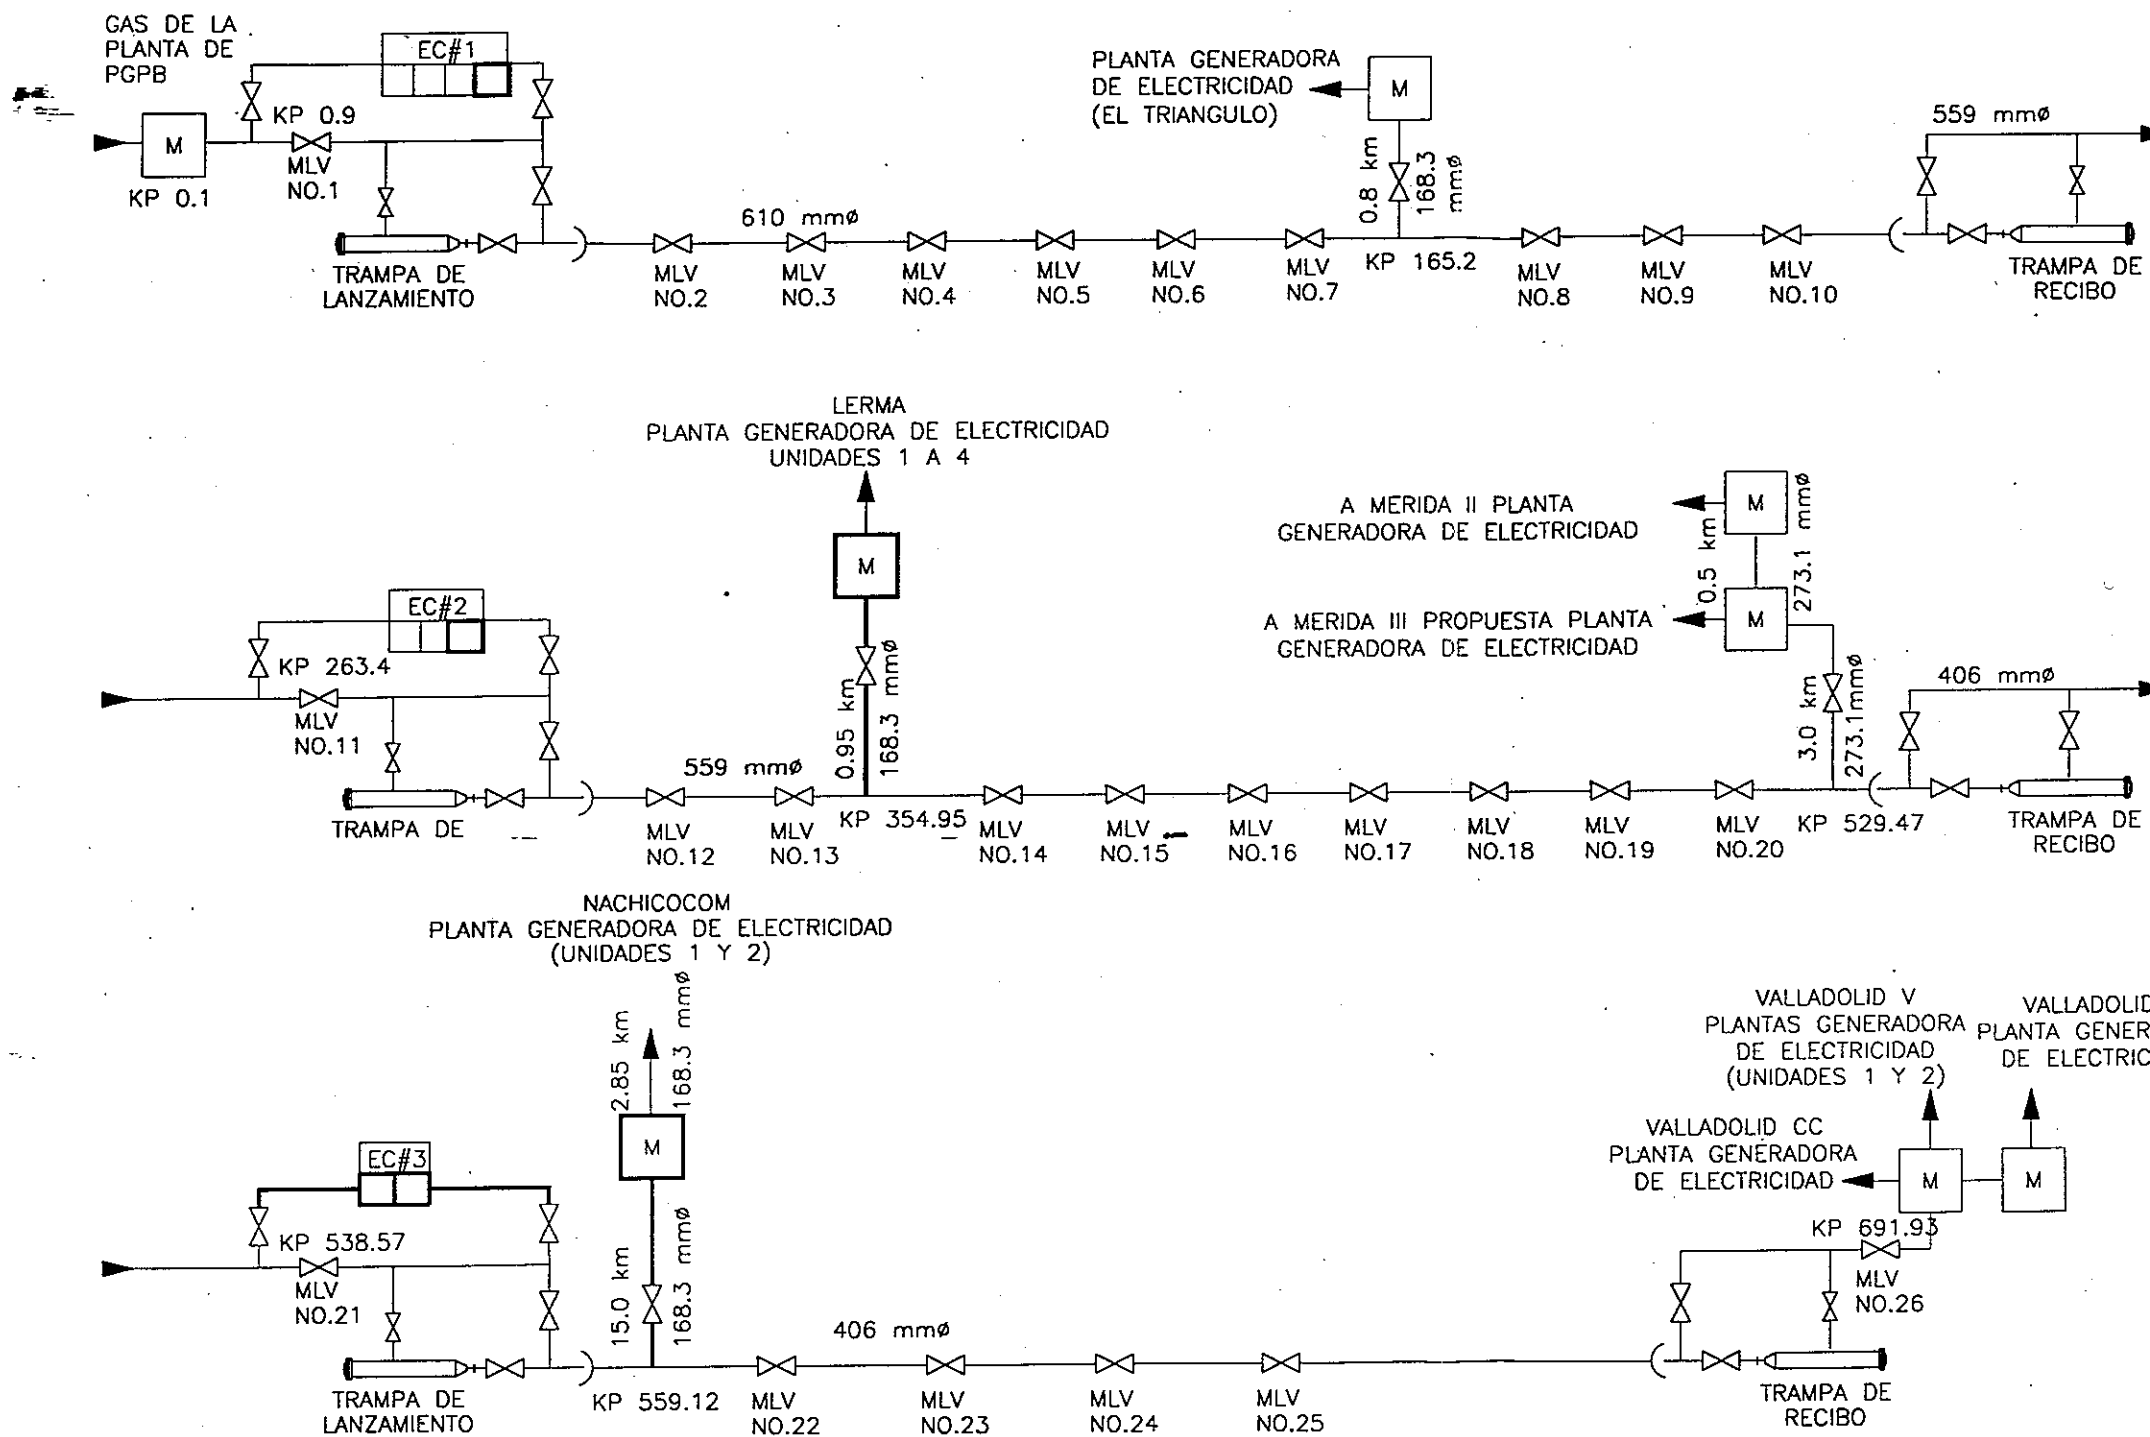 GAS DE LA
PLANTA DE
PGPB
EC#1
KP 0.9
M
MLV
NO.1
KP 0.1
TRAMPA DE
LANZAMIENTO
610 mmø
MLV
NO.2
MLV
NO.3
MLV
NO.4
MLV
NO.5
MLV
NO.6
MLV
NO.7
PLANTA GENERADORA
DE ELECTRICIDAD
(EL TRIANGULO)
M
0.8 km
168.3
mmø
KP 165.2
MLV
NO.8
MLV
NO.9
MLV
NO.10
559 mmø
TRAMPA DE
RECIBO
LERMA
PLANTA GENERADORA DE ELECTRICIDAD
UNIDADES 1 A 4
M
0.95 km
168.3 mmø
EC#2
KP 263.4
MLV
NO.11
TRAMPA DE
559 mmø
MLV
NO.12
MLV
NO.13
KP 354.95
MLV
NO.14
MLV
NO.15
MLV
NO.16
MLV
NO.17
MLV
NO.18
MLV
NO.19
MLV
NO.20
A MERIDA II PLANTA
GENERADORA DE ELECTRICIDAD
M
0.5 km
273.1 mmø
A MERIDA III PROPUESTA PLANTA
GENERADORA DE ELECTRICIDAD
M
3.0 km
273.1mmø
KP 529.47
406 mmø
TRAMPA DE
RECIBO
NACHICOCOM
PLANTA GENERADORA DE ELECTRICIDAD
(UNIDADES 1 Y 2)
2.85 km
168.3 mmø
M
15.0 km
168.3 mmø
EC#3
KP 538.57
MLV
NO.21
TRAMPA DE
LANZAMIENTO
KP 559.12
406 mmø
MLV
NO.22
MLV
NO.23
MLV
NO.24
MLV
NO.25
VALLADOLID V
PLANTAS GENERADORA
DE ELECTRICIDAD
(UNIDADES 1 Y 2)
VALLADOLID
PLANTA GENER
DE ELECTRIC
VALLADOLID CC
PLANTA GENERADORA
DE ELECTRICIDAD
M
M
KP 691.93
MLV
NO.26
TRAMPA DE
RECIBO